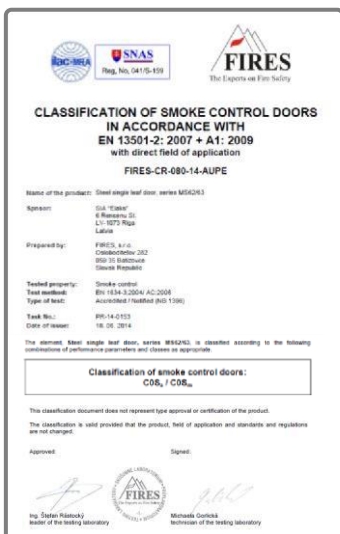 ilac-MRA
SNAS
Reg. No. 041/S-159
FIRES
The Experts on Fire Safety
CLASSIFICATION OF SMOKE CONTROL DOORS
IN ACCORDANCE WITH
EN 13501-2: 2007 + A1: 2009
with direct field of application
FIRES-CR-080-14-AUPE
Name of the product: Steel single leaf door, series MS62/63
Sponsor: SIA
LV-1073 Riga
Latvia
Prepared by: FIRES, s.r.o.
Osloboditeľov 282
059 35 Batizovce
Slovak Republic
Tested property: Smoke control
Test method: EN 1634-3:2004/ AC:2006
Type of test: Accredited / Notified (NO 1396)
Task No.: PR-14-0153
Date of issue: 18. 06. 2014
The element, Steel single leaf door, series MS62/63, is classified according to the following
combinations of performance parameters and classes as appropriate.
Classification of smoke control doors:
C0Sa / C0Sm
This classification document does not represent type approval or certification of the product.
The classification is valid provided that the product, field of application and standards and regulations
are not changed.
Approved: Signed:
FIRES
Ing. Štefan Rástocký Michaela Gorlická
leader of the testing laboratory technician of the testing laboratory